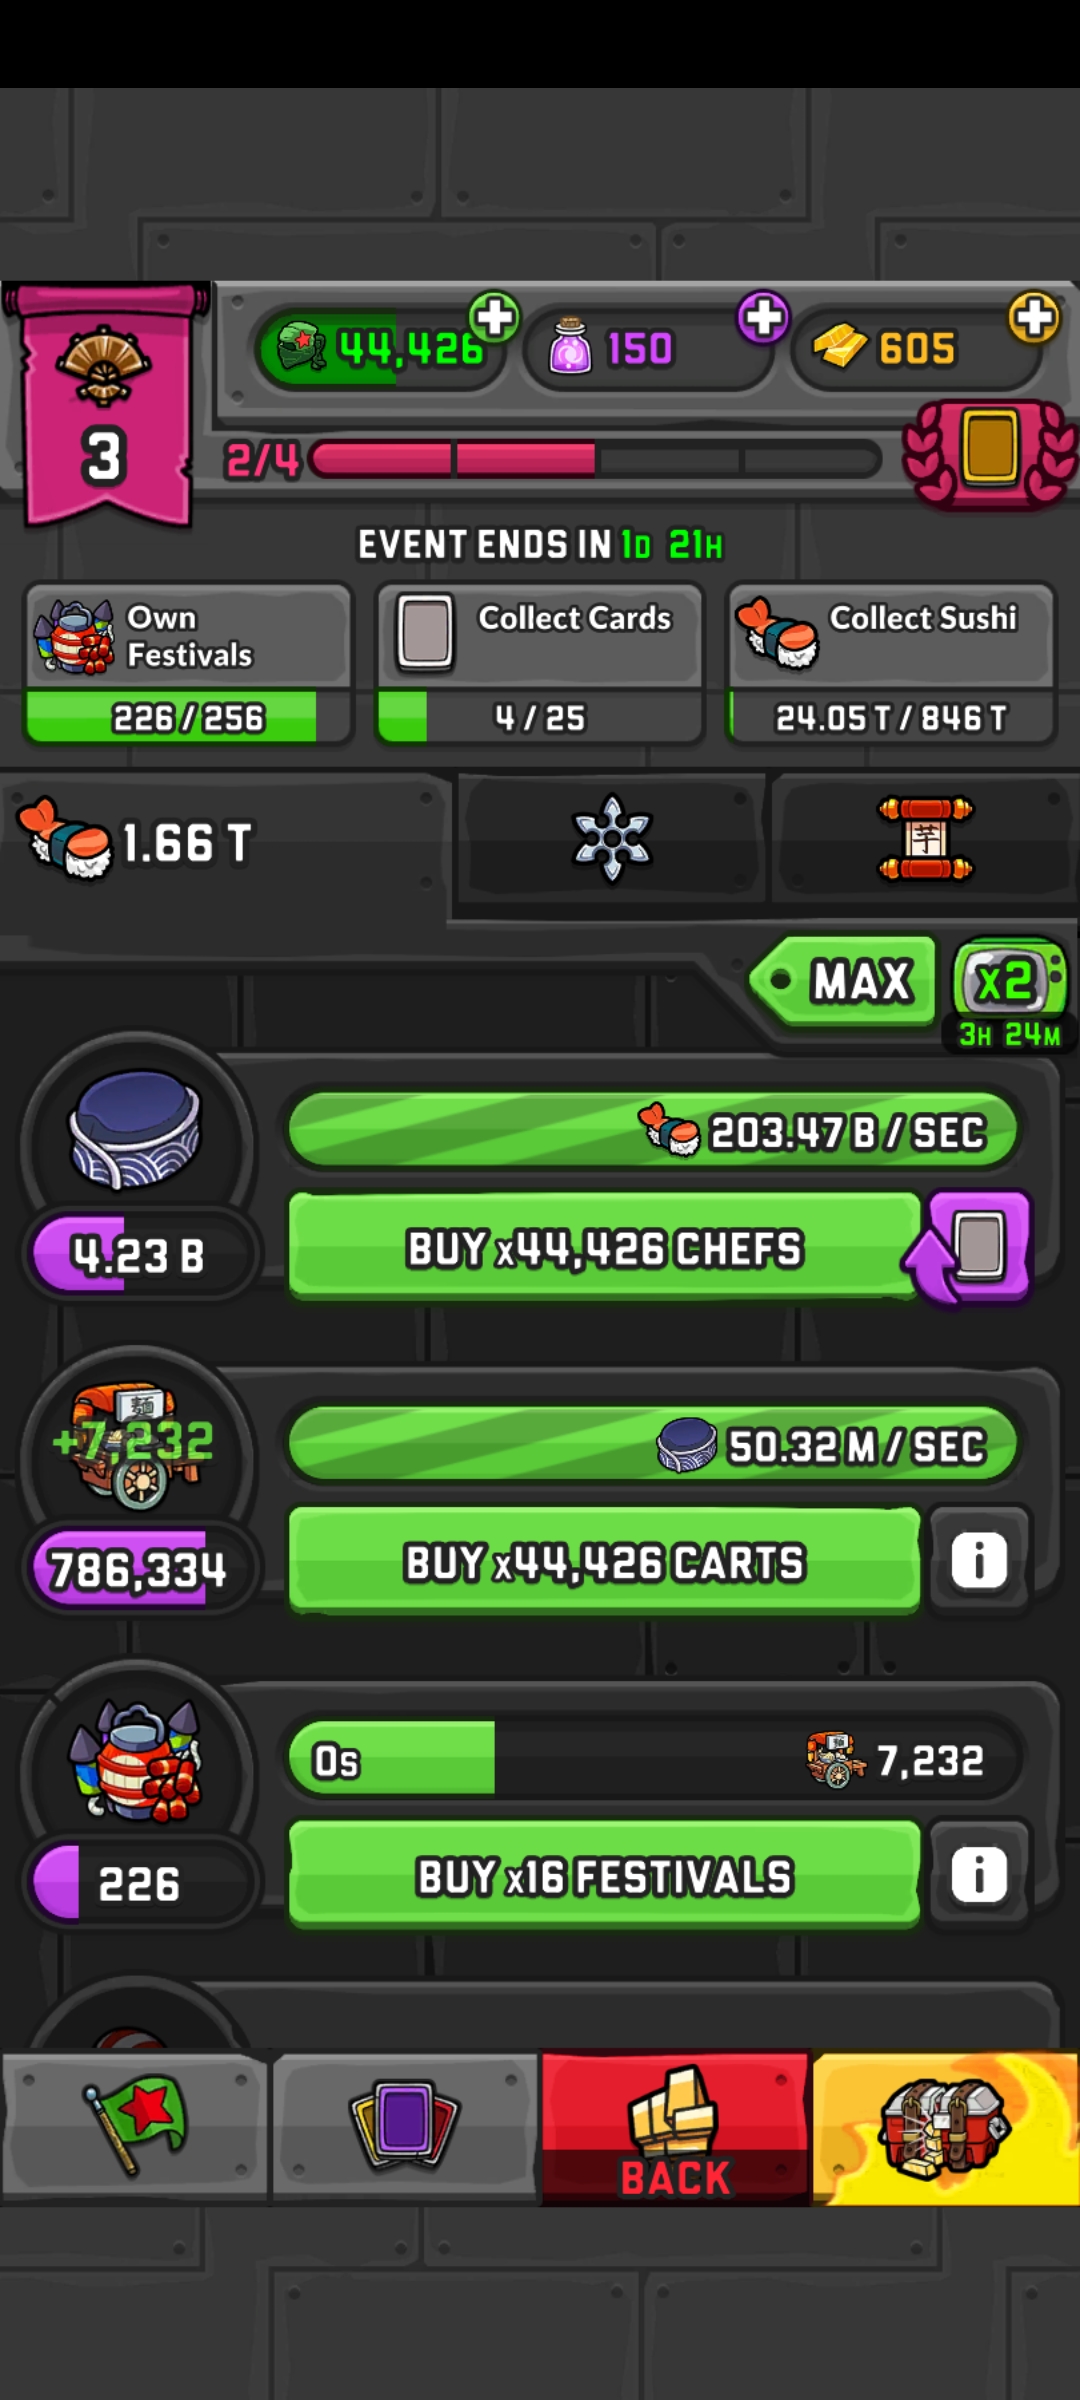 44,426
150
605
3
2/4
EVENT ENDS IN 1D 21H
Own
Festivals
226 / 256
Collect Cards
4 / 25
Collect Sushi
24.05 T / 846 T
1.66 T
芋
MAX
x2
3H 24M
203.47 B / SEC
4.23 B
BUY x44,426 CHEFS
麺
+7,232
50.32 M / SEC
786,334
BUY x44,426 CARTS
0s
7,232
226
BUY x16 FESTIVALS
BACK